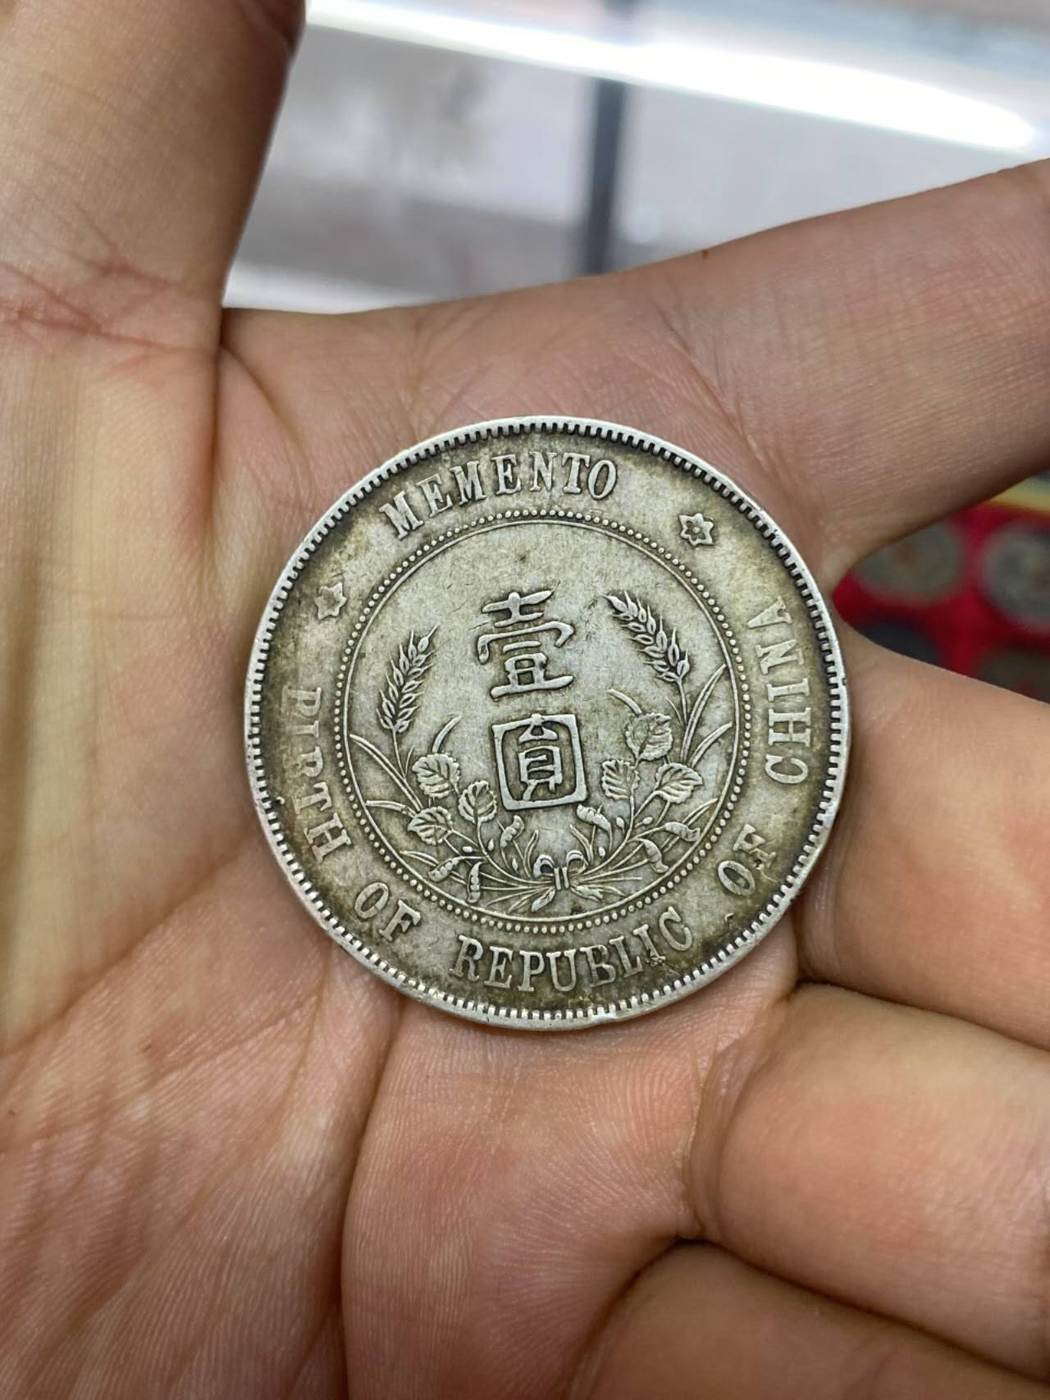 MEMENTO
壹
圓
BIRTH OF REPUBLIC OF CHINA